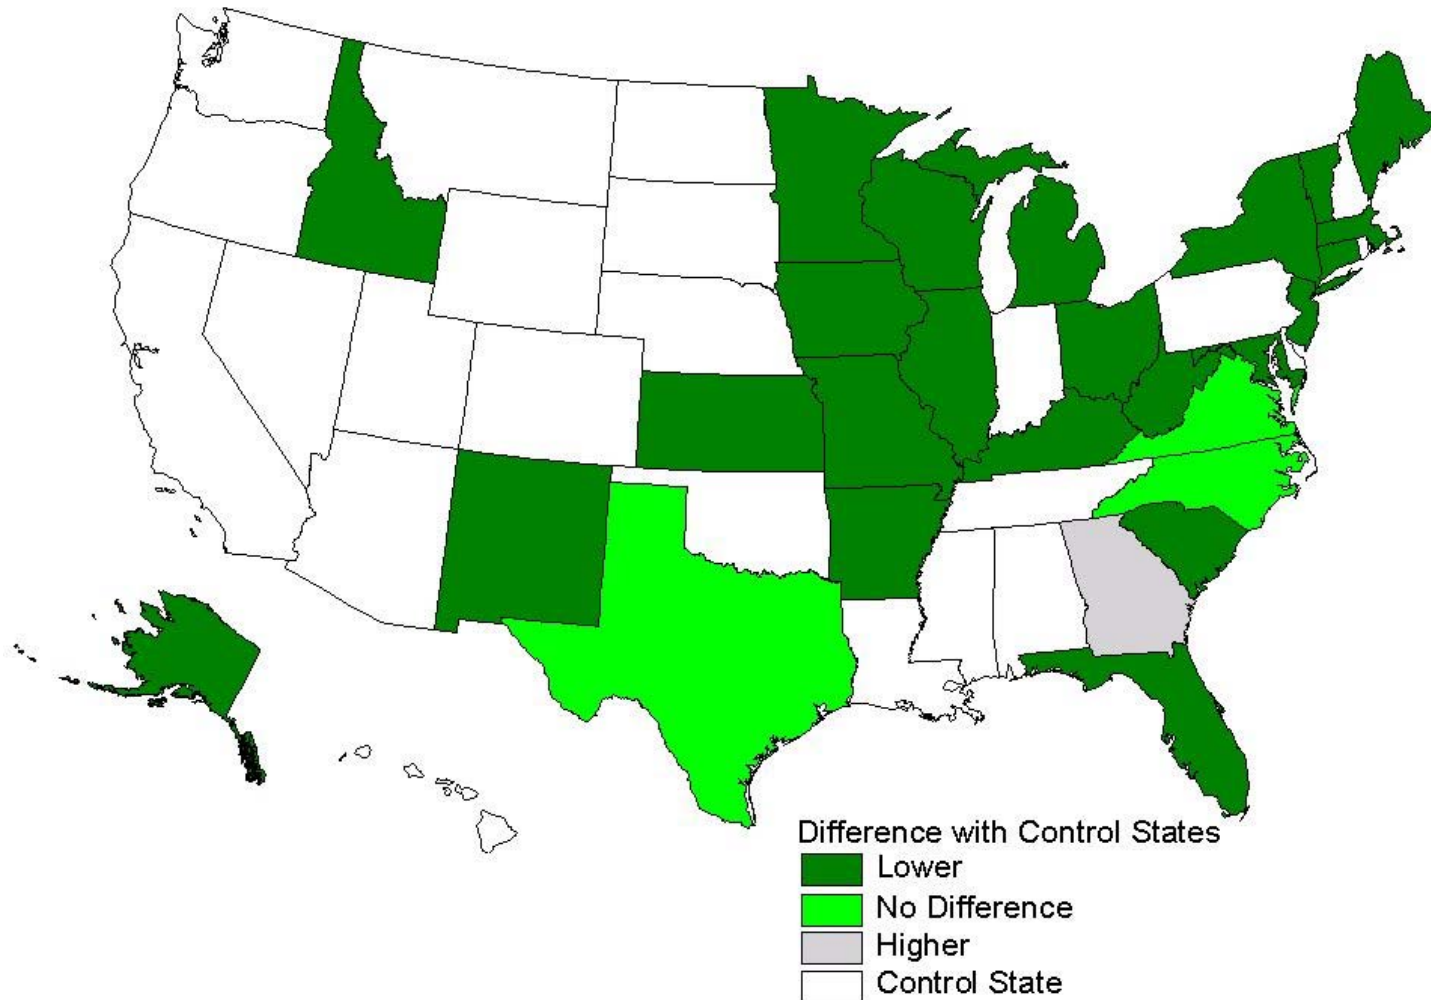 Difference with Control States
Lower
No Difference
Higher
Control State